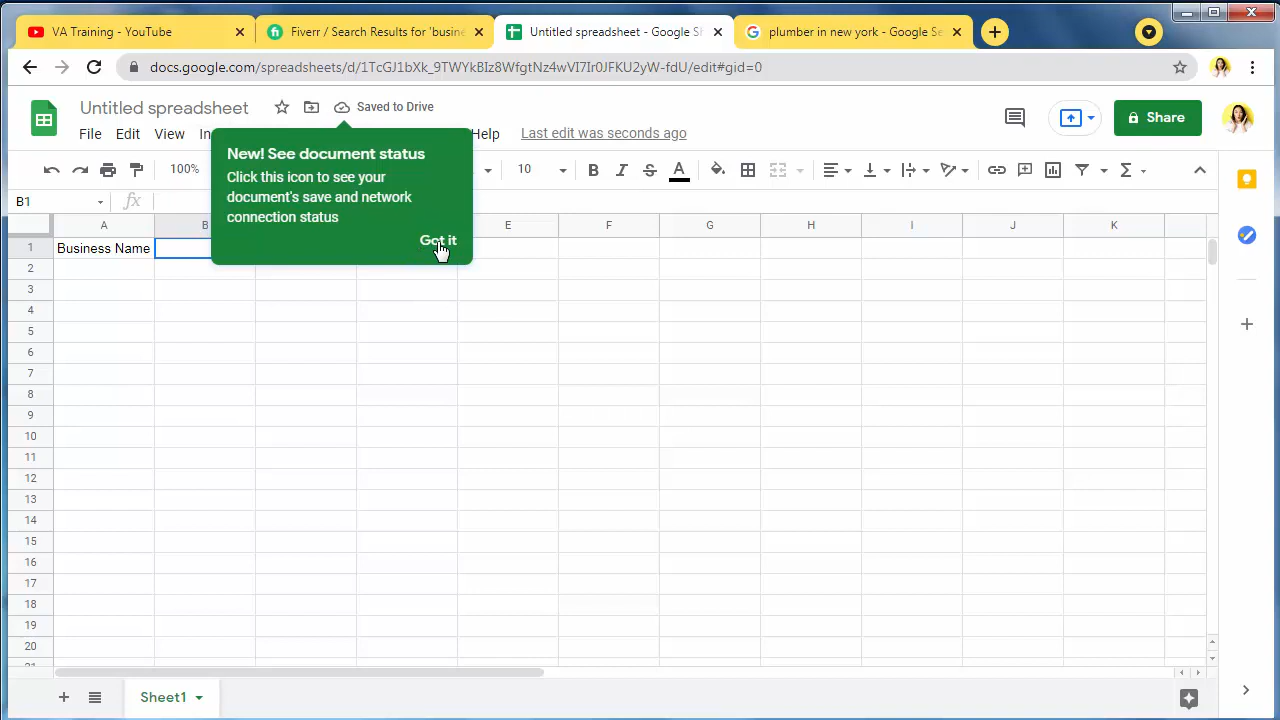 VA Training - YouTube
Fiverr / Search Results for 'busine
Untitled spreadsheet - Google Sh
plumber in new york - Google Se
docs.google.com/spreadsheets/d/1TcGJ1bXk_9TWYkBIz8WfgtNz4wVI7Ir0JFKU2yW-fdU/edit#gid=0
Untitled spreadsheet
Saved to Drive
Share
File Edit View In Help Last edit was seconds ago
New! See document status
Click this icon to see your
document's save and network
connection status
Got it
100% 10
B1 fx
A B E F G H I J K
1 Business Name
2
3
4
5
6
7
8
9
10
11
12
13
14
15
16
17
18
19
20
Sheet1